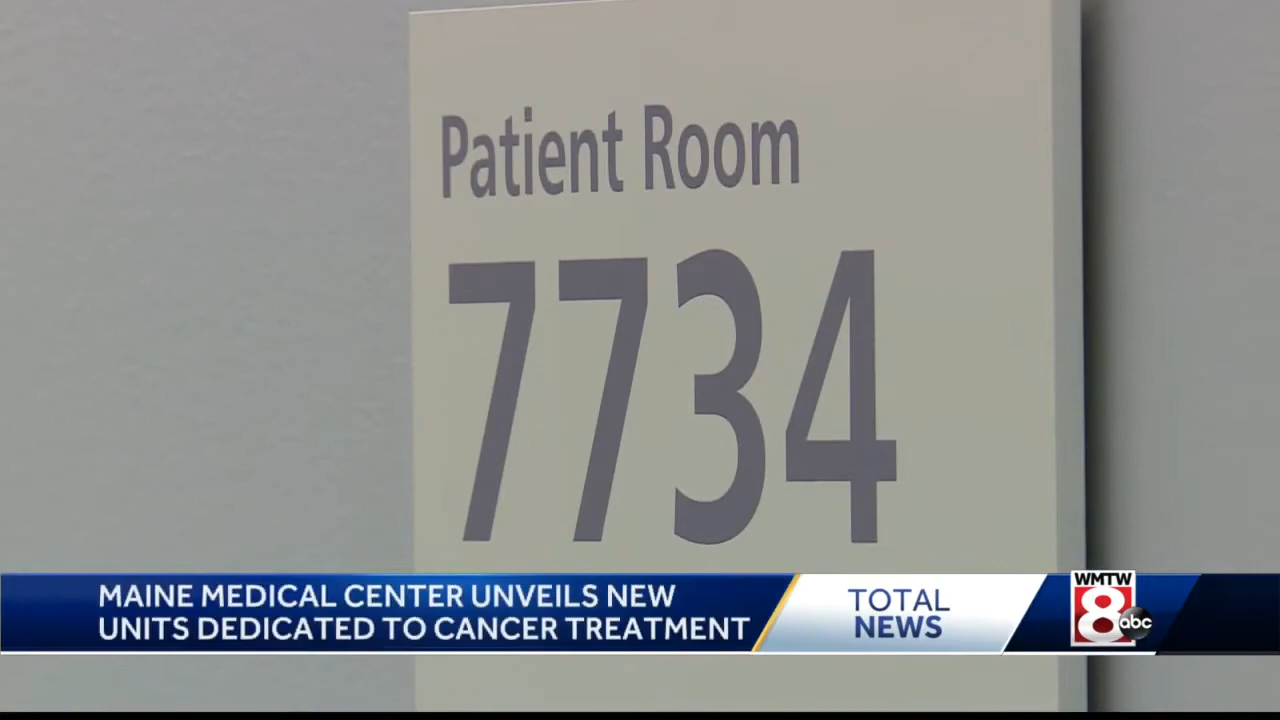 Patient Room
7734
MAINE MEDICAL CENTER UNVEILS NEW
UNITS DEDICATED TO CANCER TREATMENT
TOTAL
NEWS
WMTW
8
abc